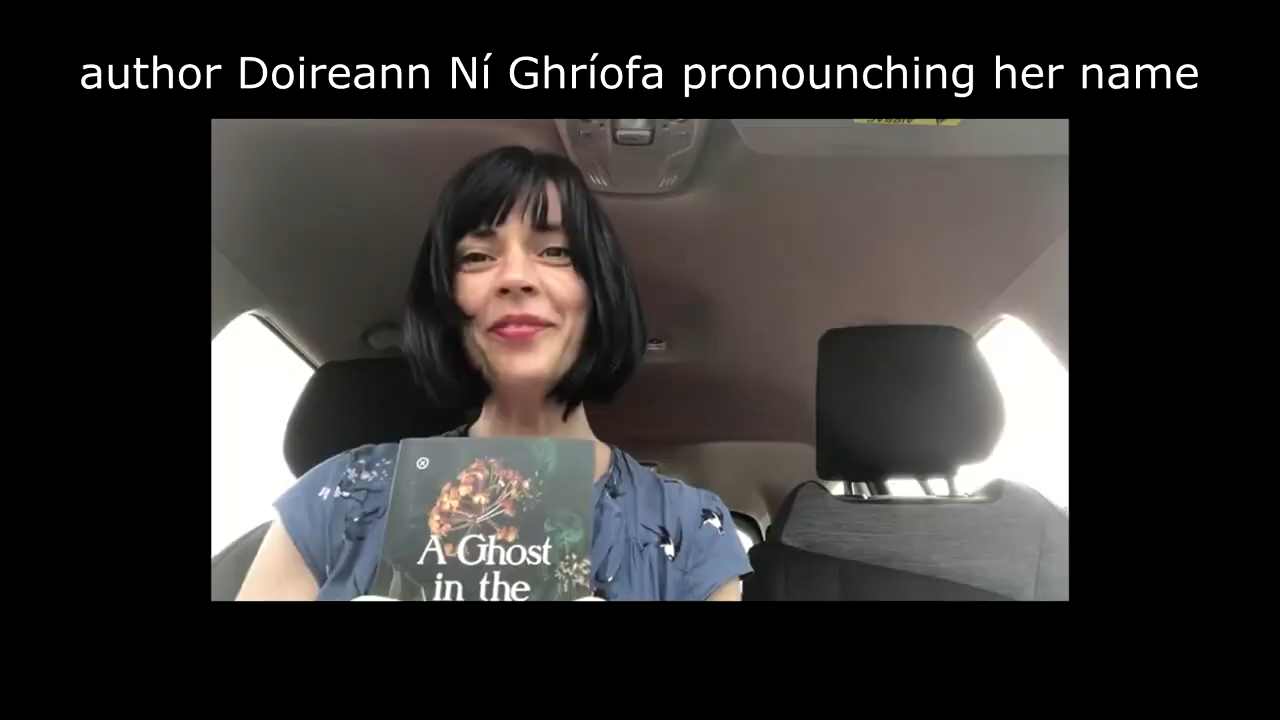 author Doireann Ní Ghríofa pronounching her name
A Ghost
in the